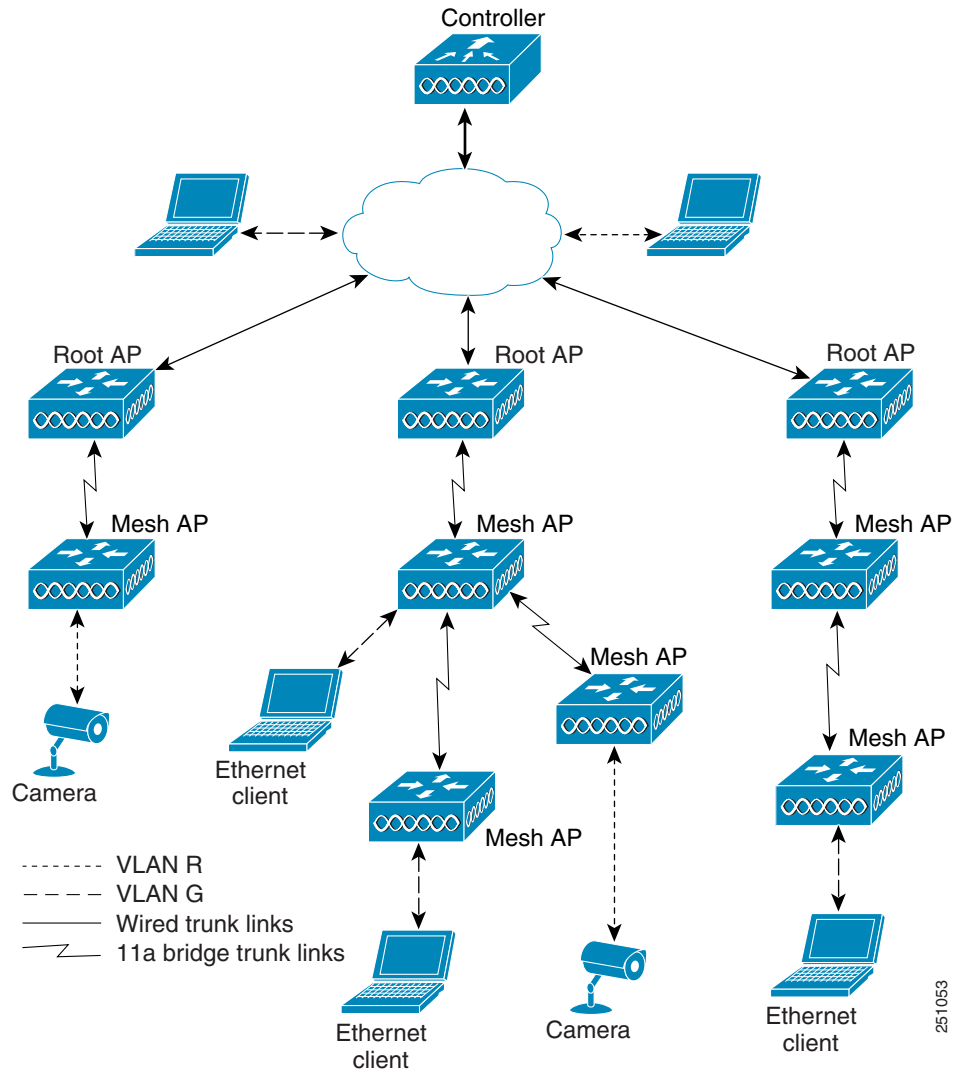 Controller
Root AP
Root AP
Root AP
Mesh AP
Mesh AP
Mesh AP
Mesh AP
Mesh AP
Ethernet
client
Camera
Mesh AP
VLAN R
VLAN G
Wired trunk links
11a bridge trunk links
Ethernet
client
Camera
Ethernet
client
251053